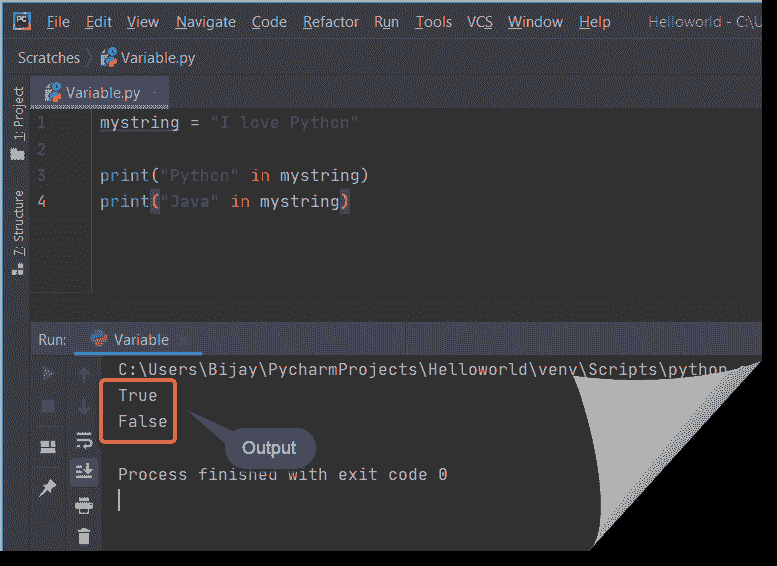 PC File Edit View Navigate Code Refactor Run Tools VCS Window Help Helloworld - C:\U
Scratches Variable.py
Variable.py
1: Project
7: Structure
1 mystring = "I love Python"
2
3 print("Python" in mystring)
4 print("Java" in mystring)
Run: Variable
C:\Users\Bijay\PycharmProjects\Helloworld\venv\Scripts\python
True
False
Output
Process finished with exit code 0